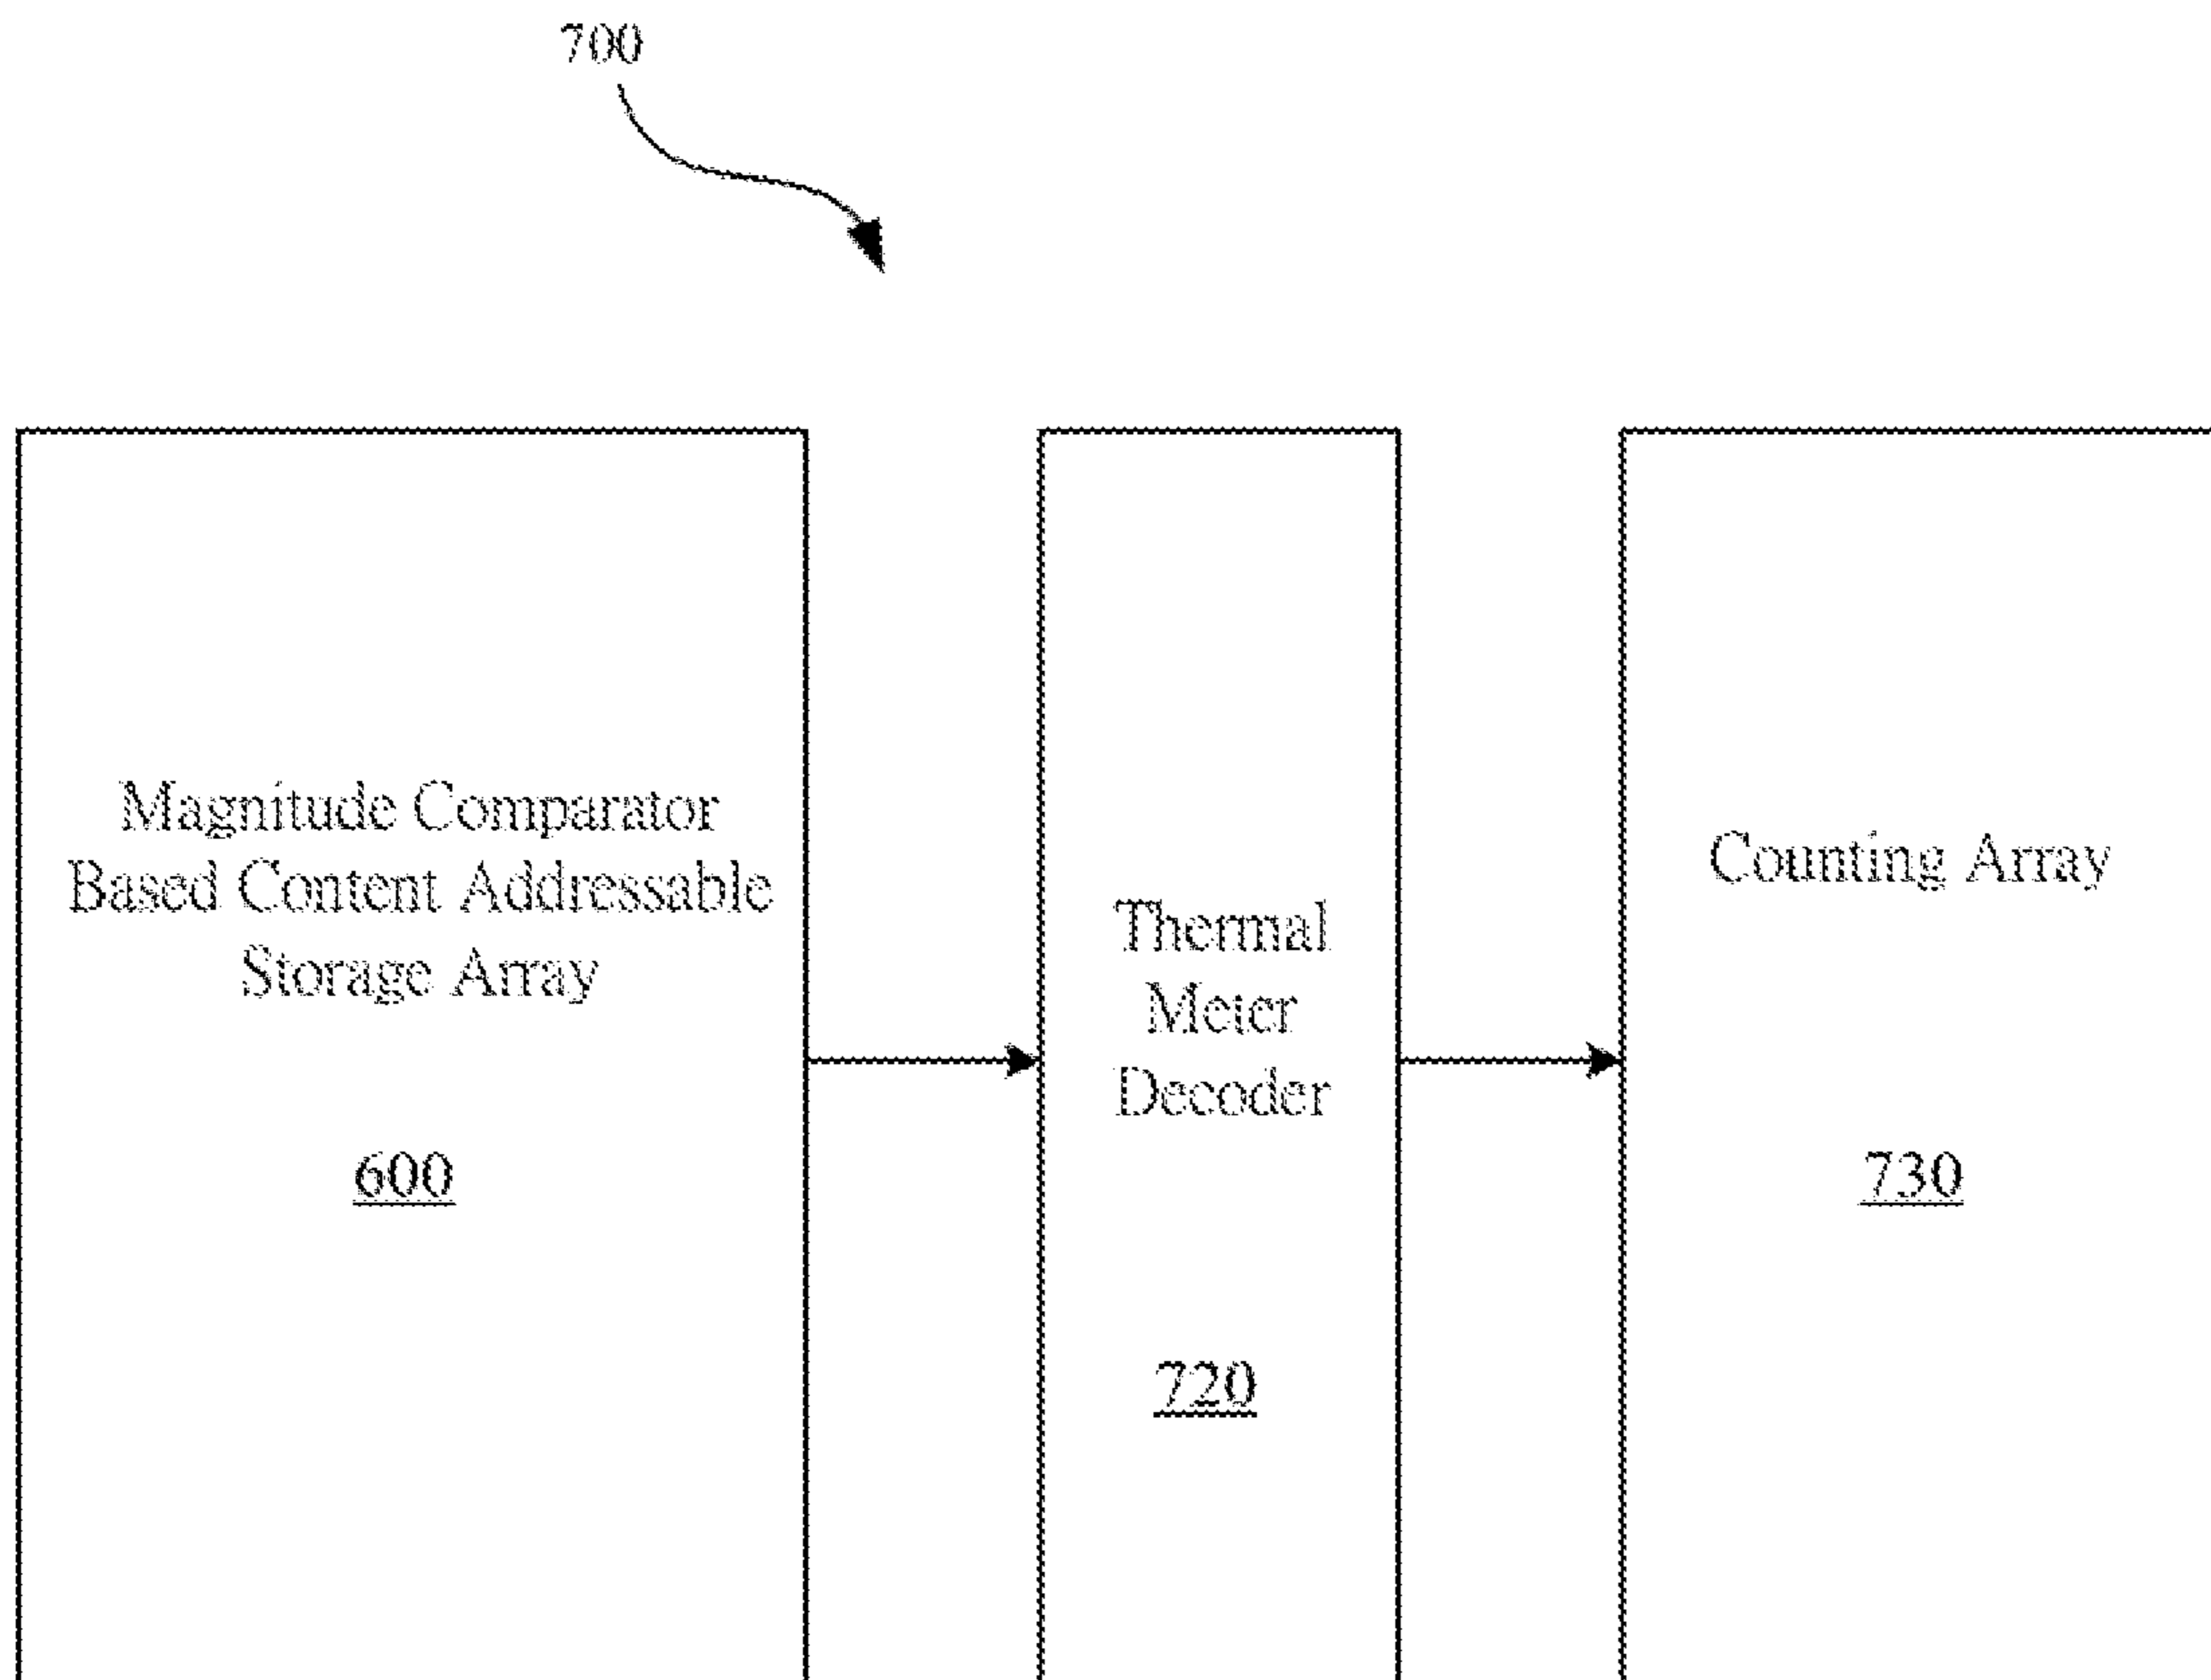 700
Magnitude Comparator
Based Content Addressable
Storage Array
600
Thermal
Meter
Decoder
720
Counting Array
730